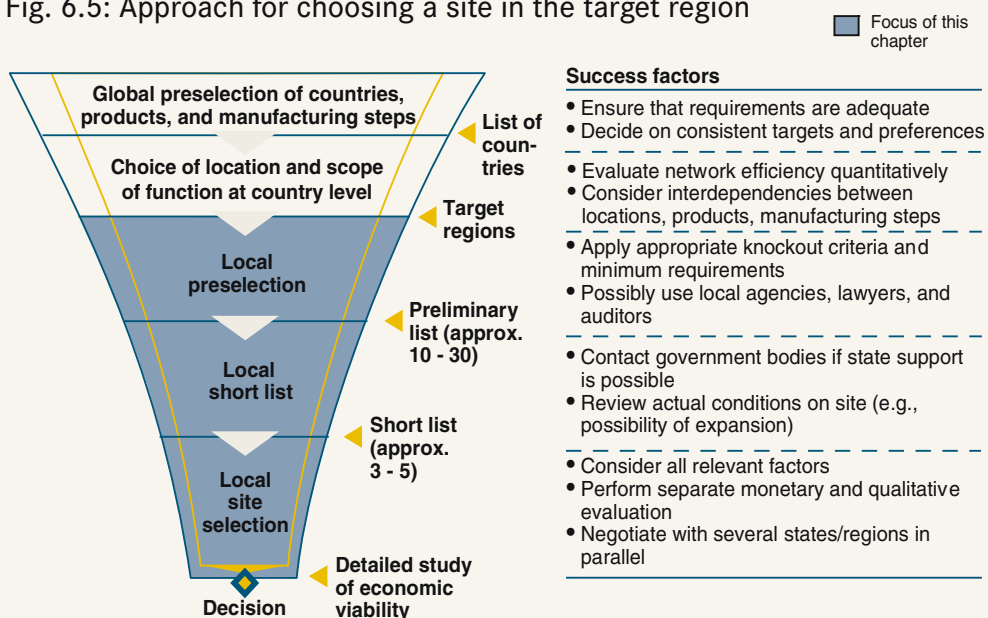 Fig. 6.5: Approach for choosing a site in the target region
Focus of this
chapter
Global preselection of countries,
products, and manufacturing steps
Choice of location and scope
of function at country level
Local
preselection
Local
short list
Local
site
selection
Decision
List of
coun-
tries
Target
regions
Preliminary
list (approx.
10 - 30)
Short list
(approx.
3 - 5)
Detailed study
of economic
viability
Success factors
• Ensure that requirements are adequate
• Decide on consistent targets and preferences
• Evaluate network efficiency quantitatively
• Consider interdependencies between
locations, products, manufacturing steps
• Apply appropriate knockout criteria and
minimum requirements
• Possibly use local agencies, lawyers, and
auditors
• Contact government bodies if state support
is possible
• Review actual conditions on site (e.g.,
possibility of expansion)
• Consider all relevant factors
• Perform separate monetary and qualitative
evaluation
• Negotiate with several states/regions in
parallel